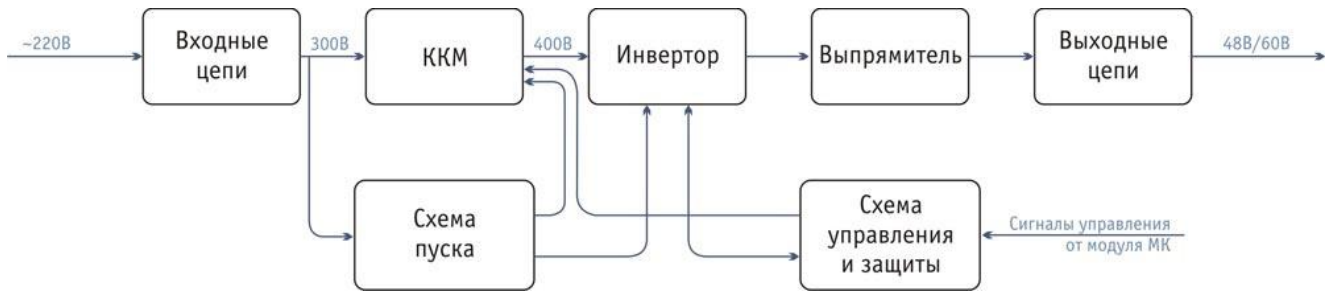 ~220В
Входные
цепи
300В
ККМ
400В
Инвертор
Выпрямитель
Выходные
цепи
48В/60В
Схема
пуска
Схема
управления
и защиты
Сигналы управления
от модуля МК